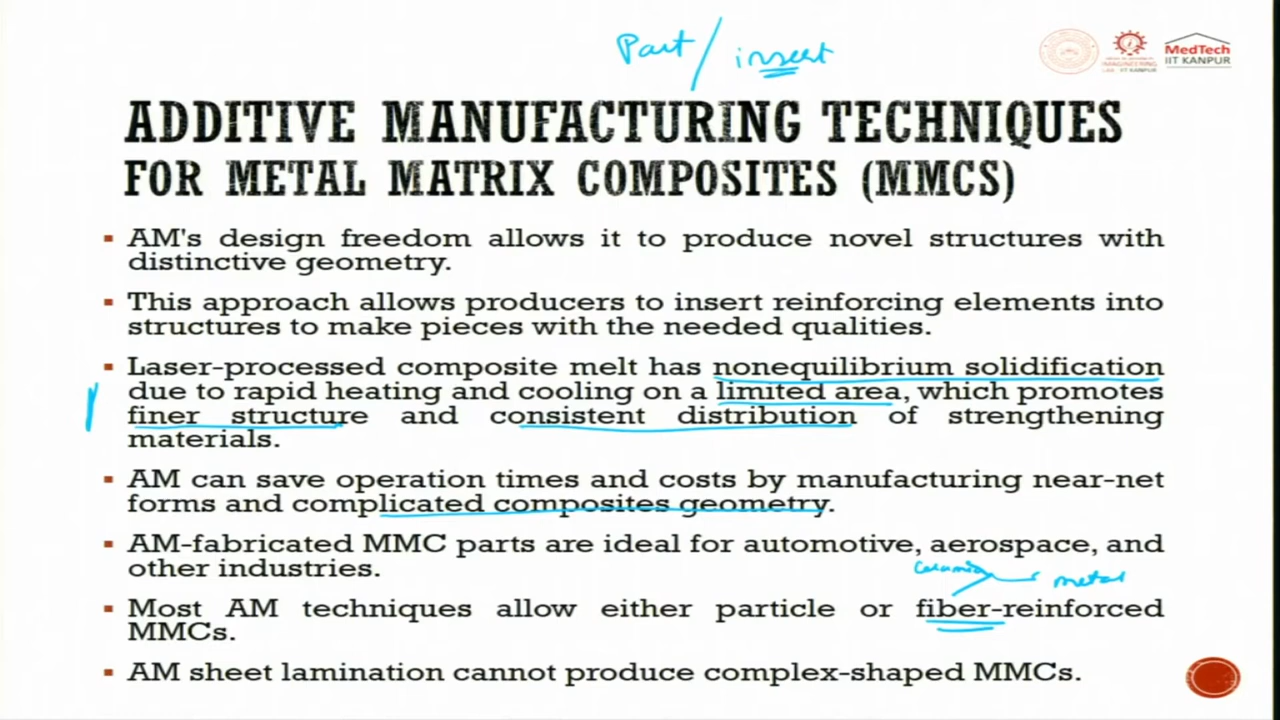 Part / insert
MedTech
IIT KANPUR
IMAGINEERING
LAB - IIT KANPUR
ADDITIVE MANUFACTURING TECHNIQUES
FOR METAL MATRIX COMPOSITES (MMCS)
▪ AM's design freedom allows it to produce novel structures with
distinctive geometry.
▪ This approach allows producers to insert reinforcing elements into
structures to make pieces with the needed qualities.
▪ Laser-processed composite melt has nonequilibrium solidification
due to rapid heating and cooling on a limited area, which promotes
finer structure and consistent distribution of strengthening
materials.
▪ AM can save operation times and costs by manufacturing near-net
forms and complicated composites geometry.
▪ AM-fabricated MMC parts are ideal for automotive, aerospace, and
other industries.
ceramic metal
▪ Most AM techniques allow either particle or fiber-reinforced
MMCs.
▪ AM sheet lamination cannot produce complex-shaped MMCs.